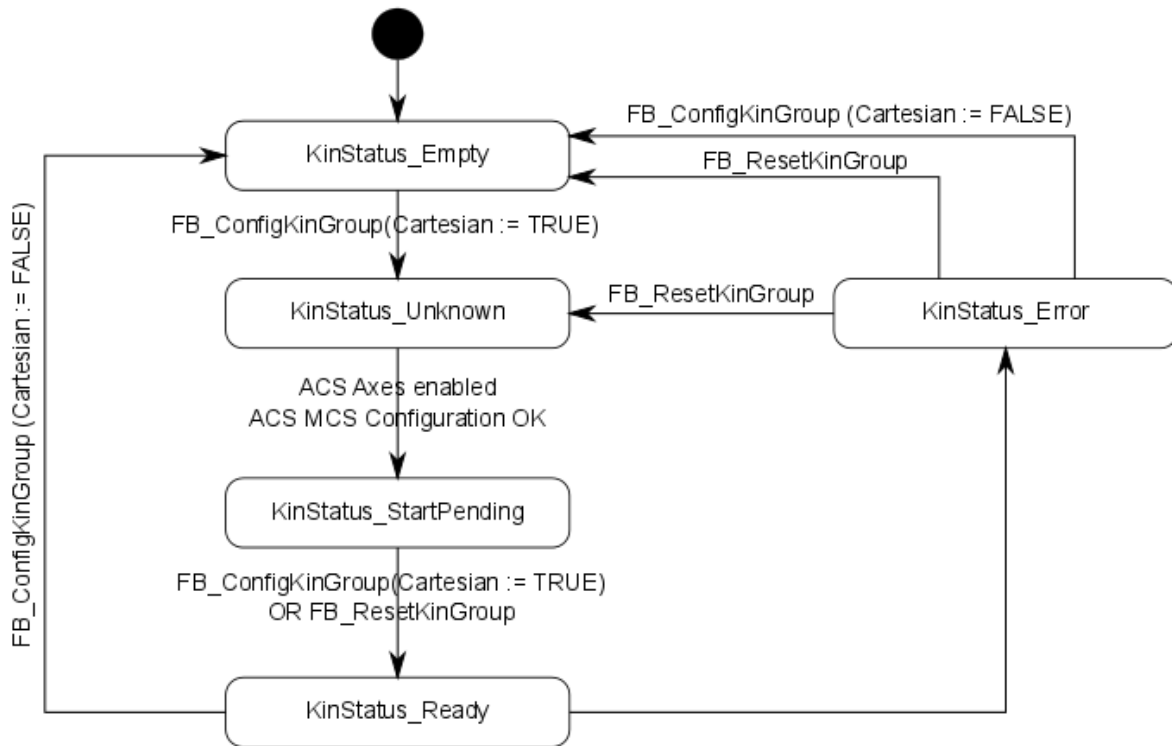 FB_ConfigKinGroup (Cartesian := FALSE)
KinStatus_Empty
FB_ResetKinGroup
FB_ConfigKinGroup(Cartesian := TRUE)
KinStatus_Unknown
FB_ResetKinGroup
KinStatus_Error
ACS Axes enabled
ACS MCS Configuration OK
FB_ConfigKinGroup (Cartesian := FALSE)
KinStatus_StartPending
FB_ConfigKinGroup(Cartesian := TRUE)
OR FB_ResetKinGroup
KinStatus_Ready